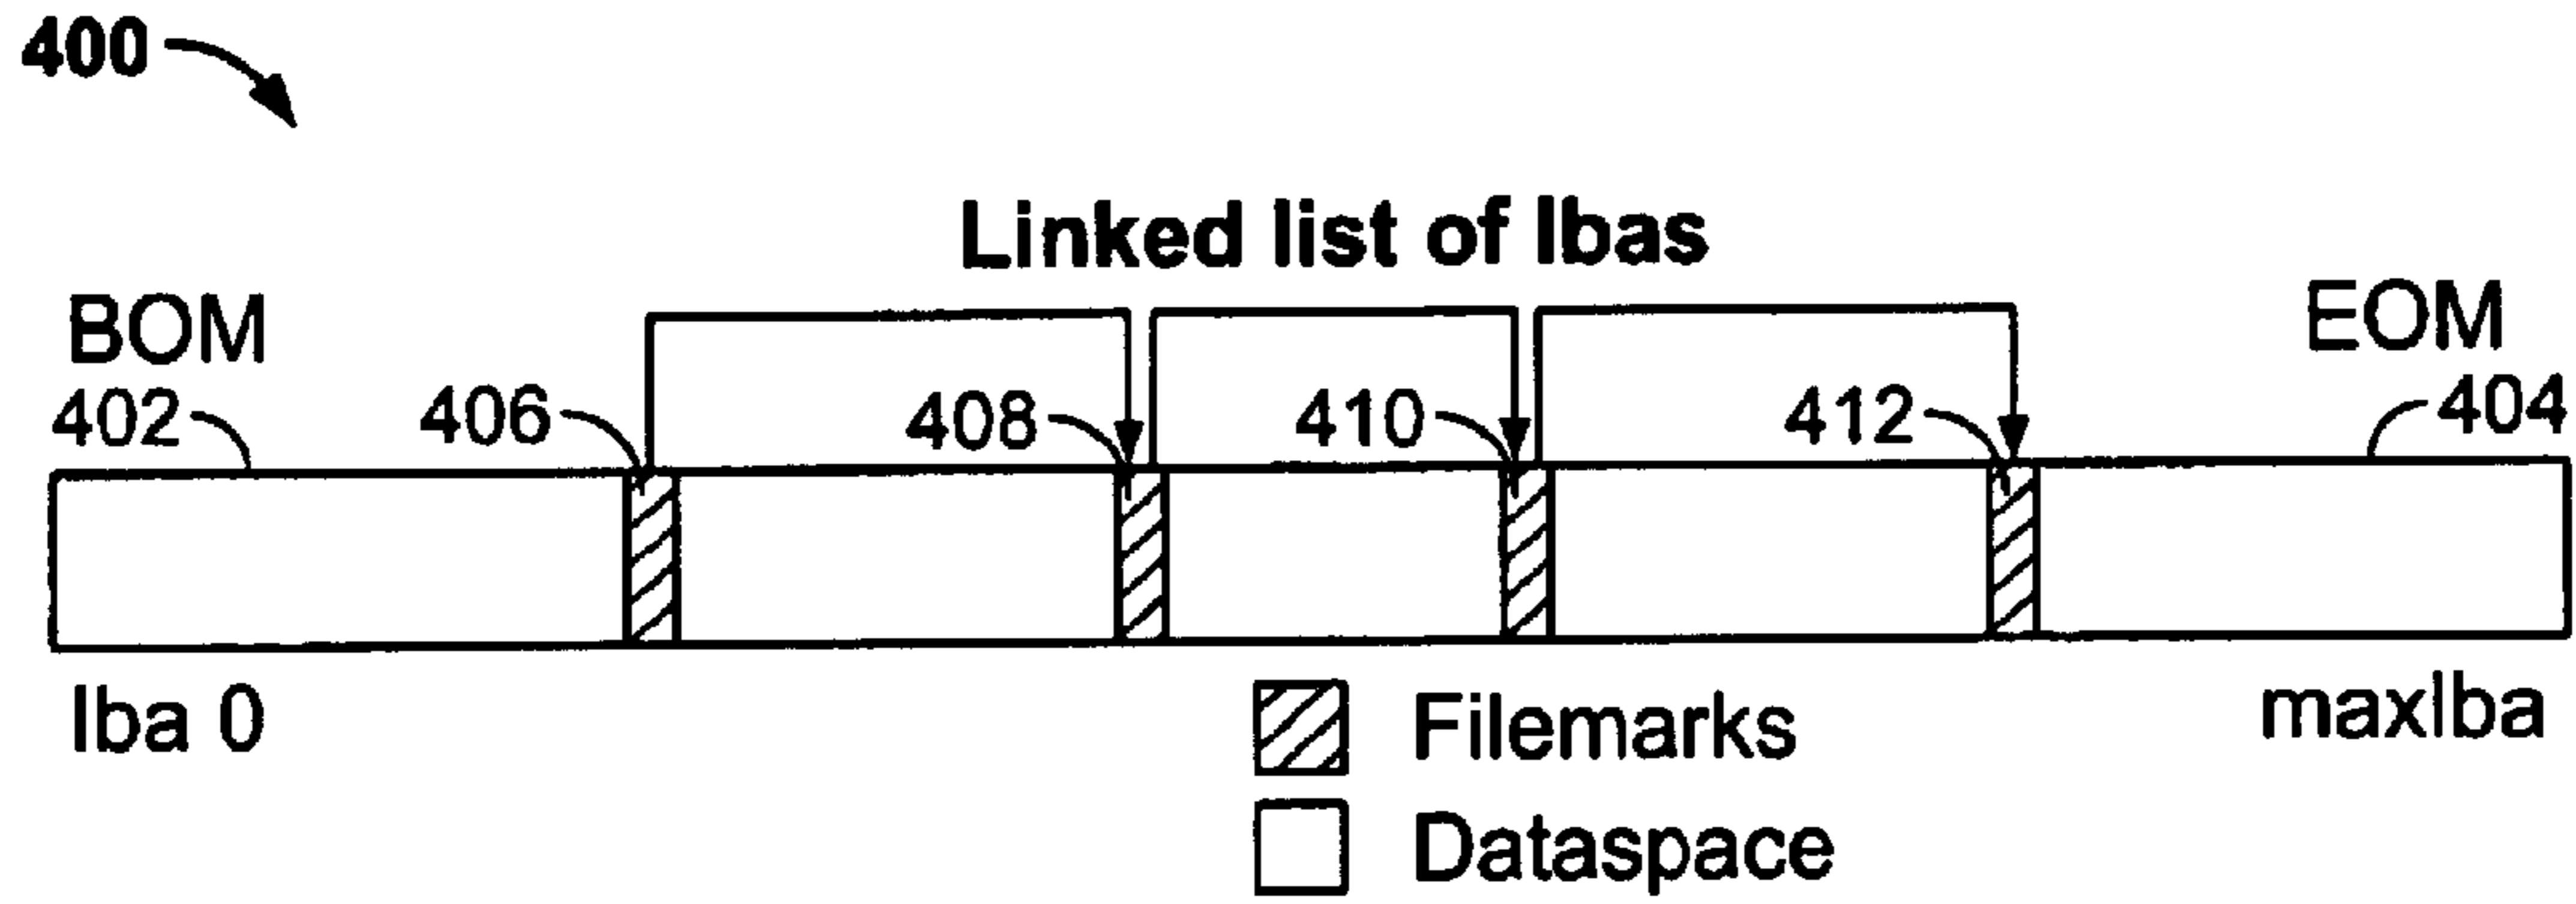 400
Linked list of lbas
BOM
EOM
402
406
408
410
412
404
lba 0
maxlba
Filemarks
Dataspace